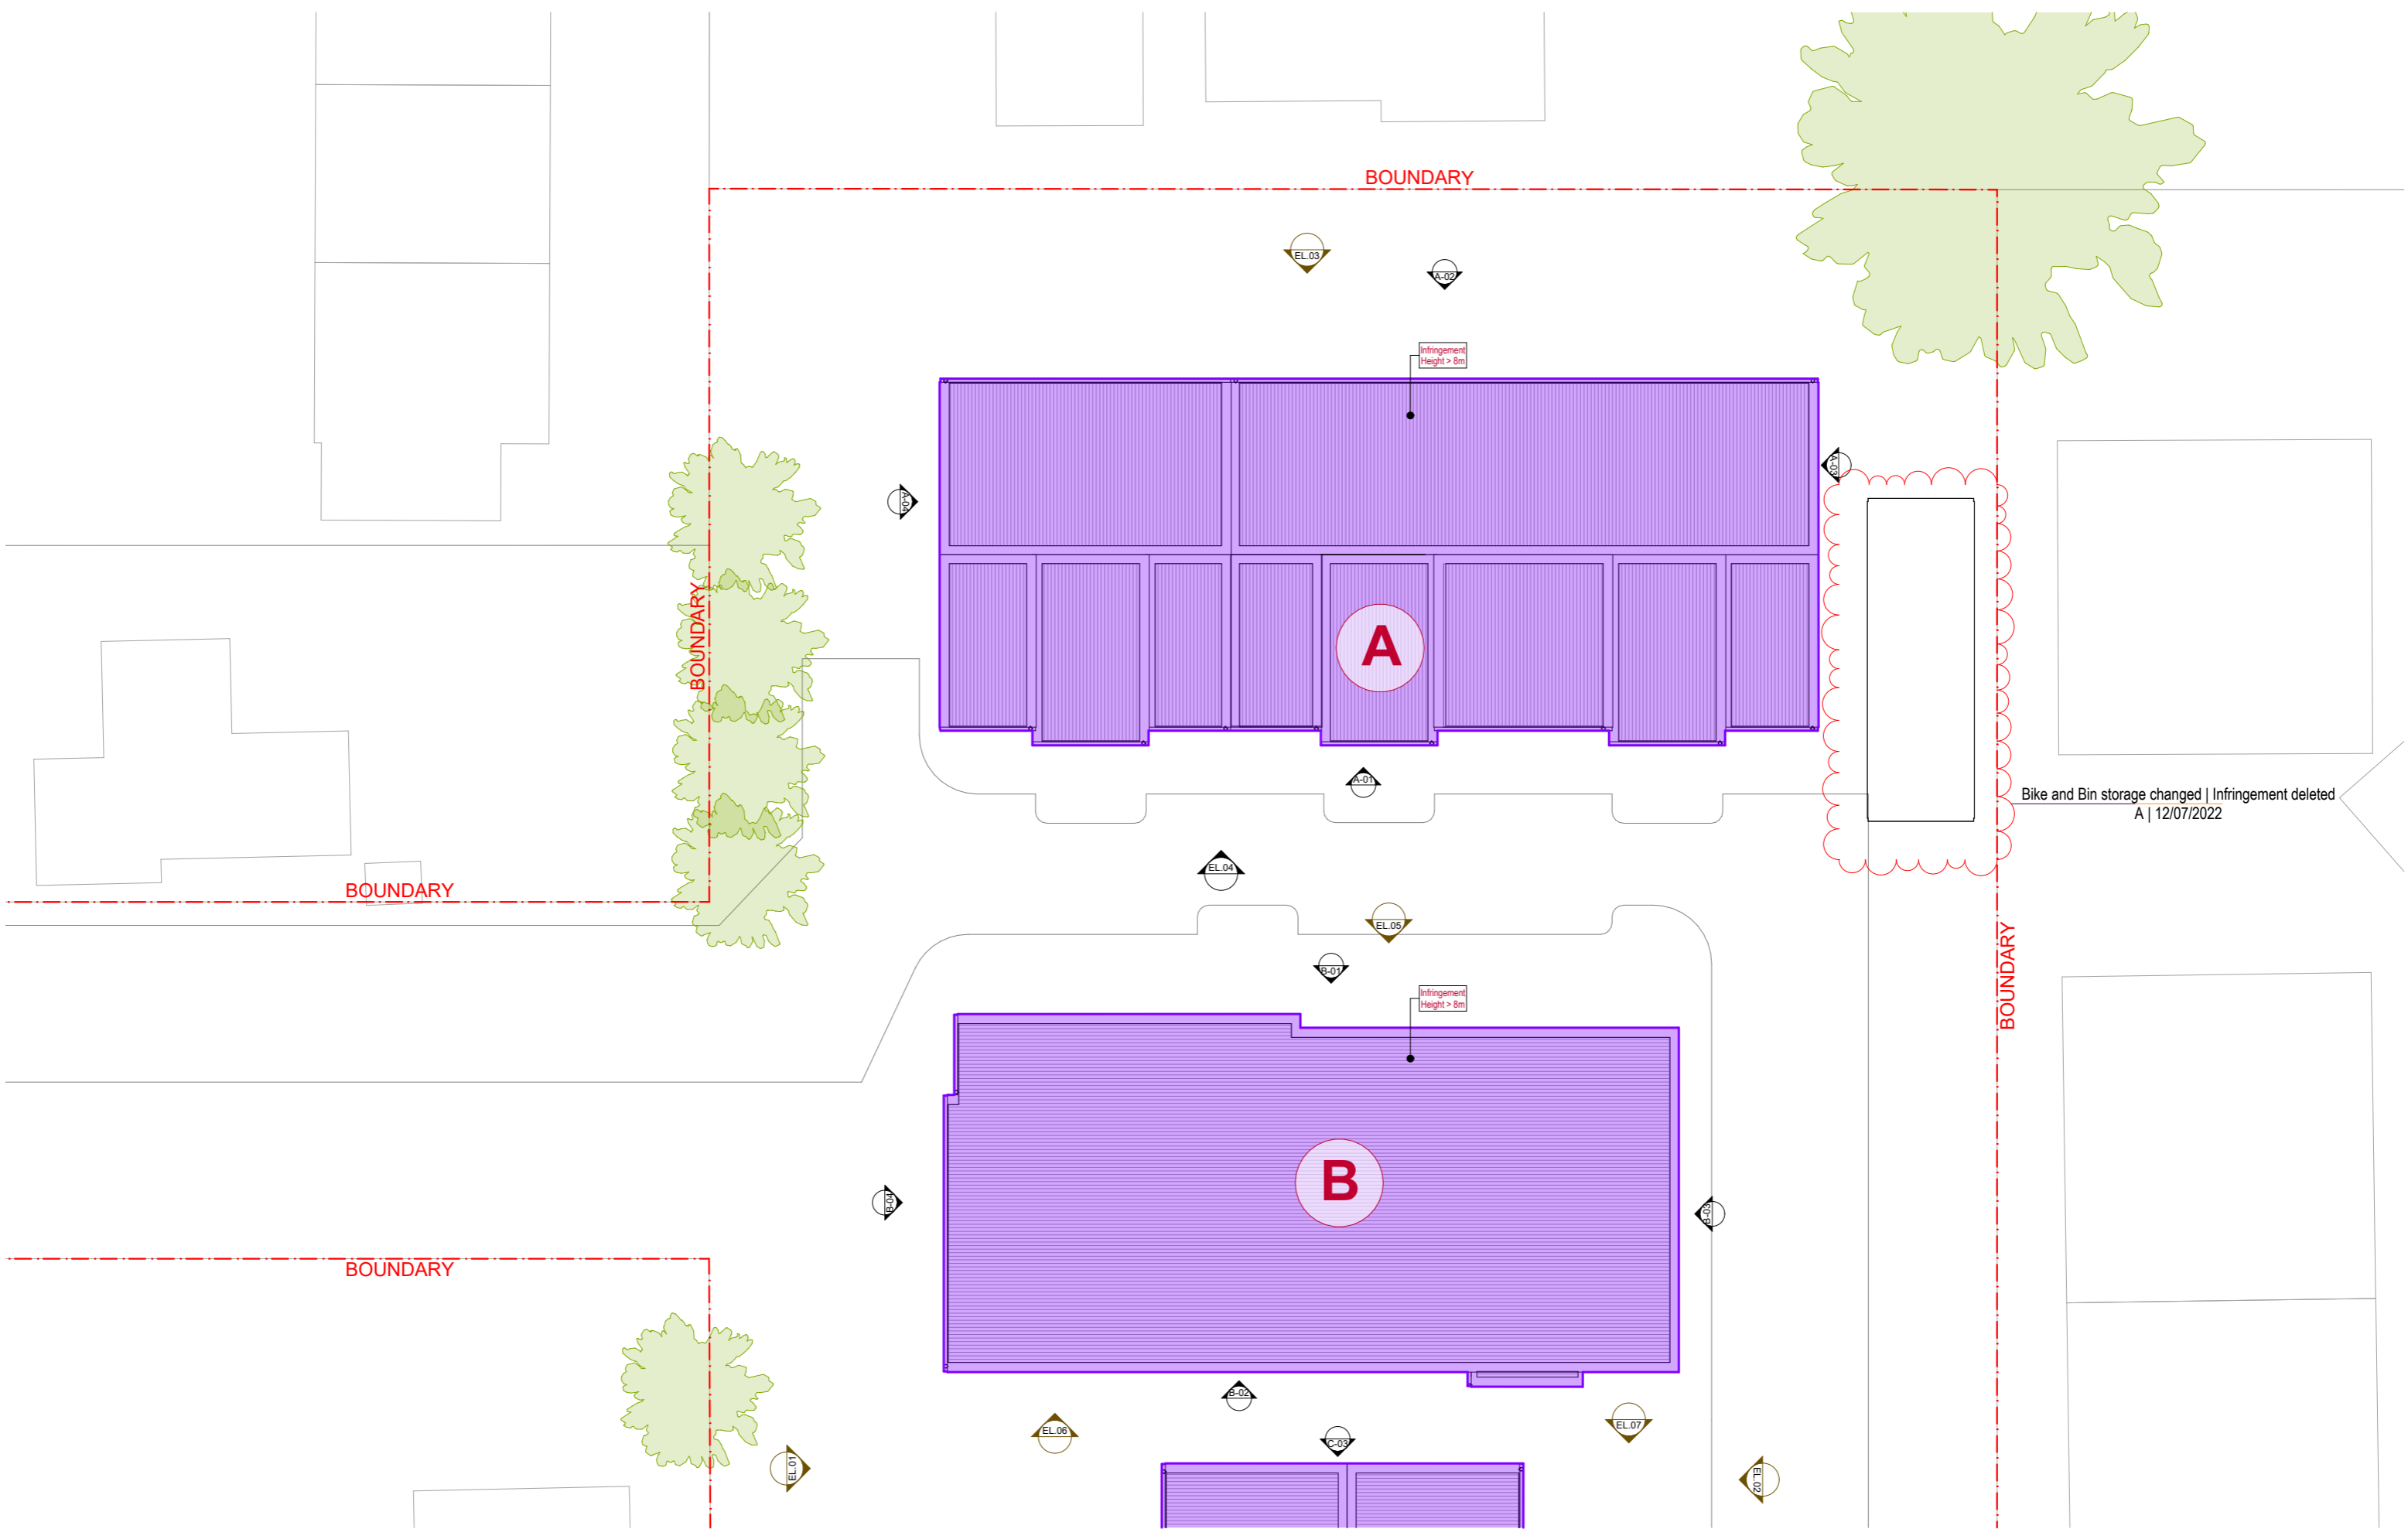 BOUNDARY
EL.03
A-02
Infringement
Height > 8m
A-03
A-04
BOUNDARY
A
A-01
Bike and Bin storage changed | Infringement deleted
A | 12/07/2022
EL.04
BOUNDARY
EL.05
B-01
BOUNDARY
Infringement
Height > 8m
B
B-04
B-03
BOUNDARY
B-02
EL.06
EL.07
C-03
EL.01
EL.02